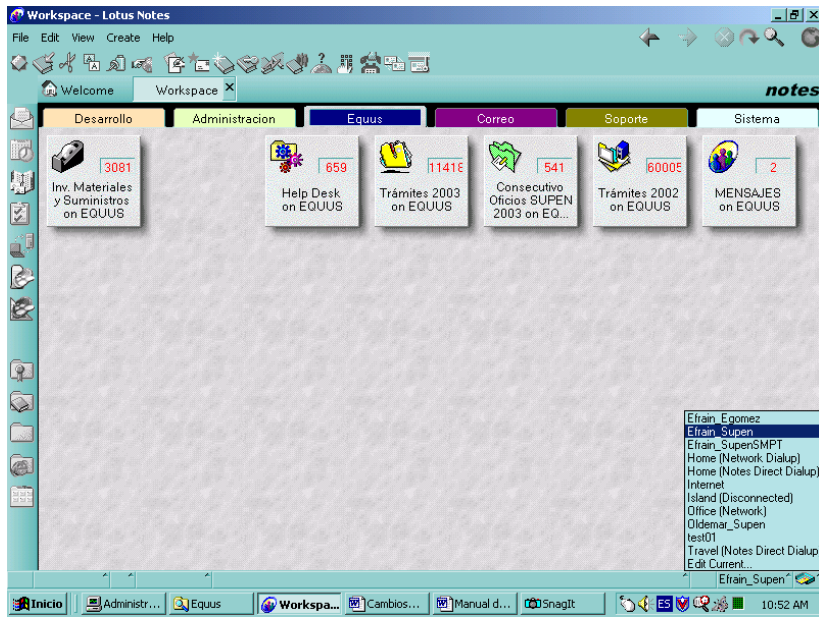 Workspace - Lotus Notes
File Edit View Create Help
Welcome Workspace
notes
Desarrollo Administracion Equus Correo Soporte Sistema
3081 659 11418 541 60005 2
Inv. Materiales
y Suministros
on EQUUS
Help Desk
on EQUUS
Trámites 2003
on EQUUS
Consecutivo
Oficios SUPEN
2003 on EQ...
Trámites 2002
on EQUUS
MENSAJES
on EQUUS
Efrain_Egomez
Efrain_Supen
Efrain_SupenSMPT
Home (Network Dialup)
Home (Notes Direct Dialup)
Internet
Island (Disconnected)
Office (Network)
Oldemar_Supen
test01
Travel (Notes Direct Dialup
Edit Current...
Efrain_Supen
Inicio Administr... Equus Workspa... Cambios... Manual d... SnagIt ES 10:52 AM